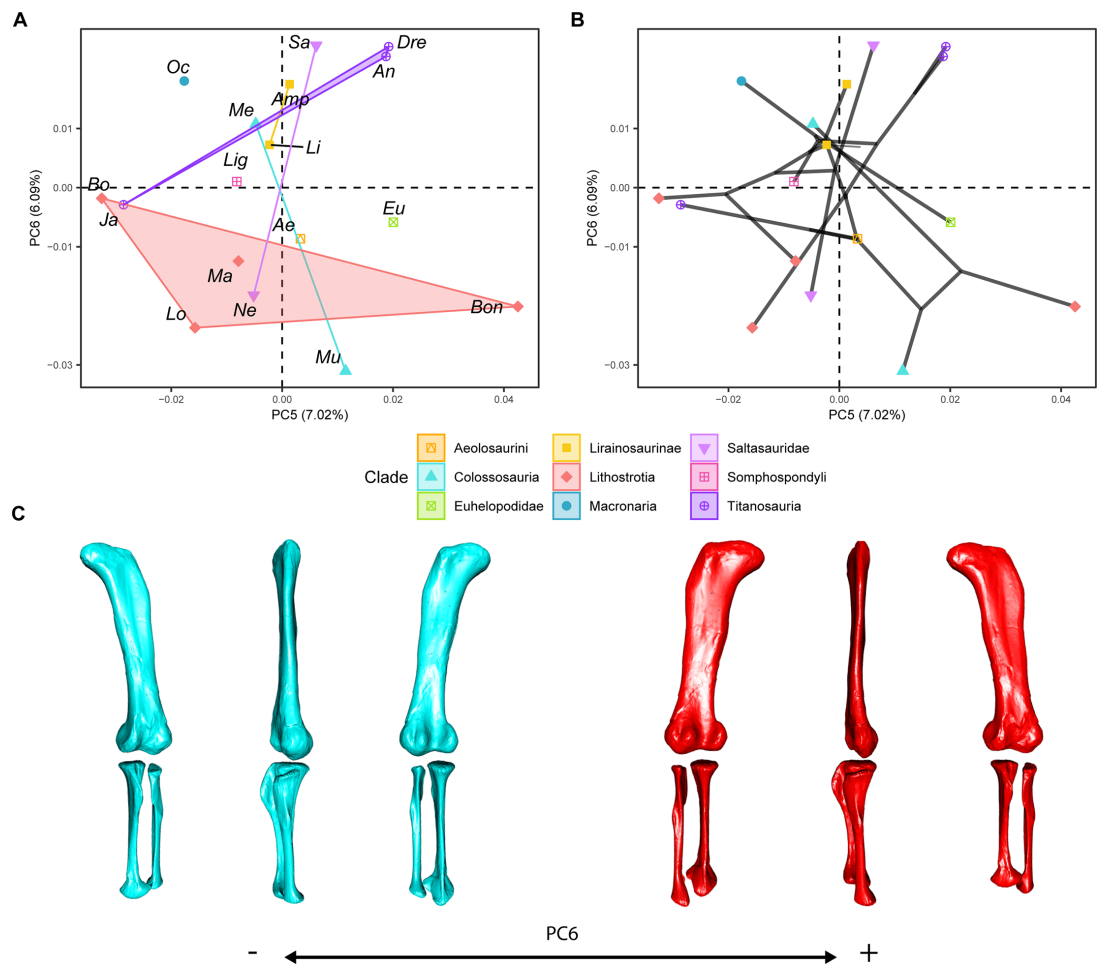 A
B
Sa
Dre
Oc
An
Amp
Me
0.01
Li
Lig
0.00
Bo
Ja
Eu
Ae
−0.01
Ma
Ne
Lo
Bon
Mu
−0.03
PC6 (6.09%)
−0.02
0.00
0.02
0.04
PC5 (7.02%)
0.01
0.00
−0.01
−0.03
PC6 (6.09%)
−0.02
0.00
0.02
0.04
PC5 (7.02%)
Clade
Aeolosaurini
Lirainosaurinae
Saltasauridae
Colossosauria
Lithostrotia
Somphospondyli
Euhelopodidae
Macronaria
Titanosauria
C
PC6
-
+